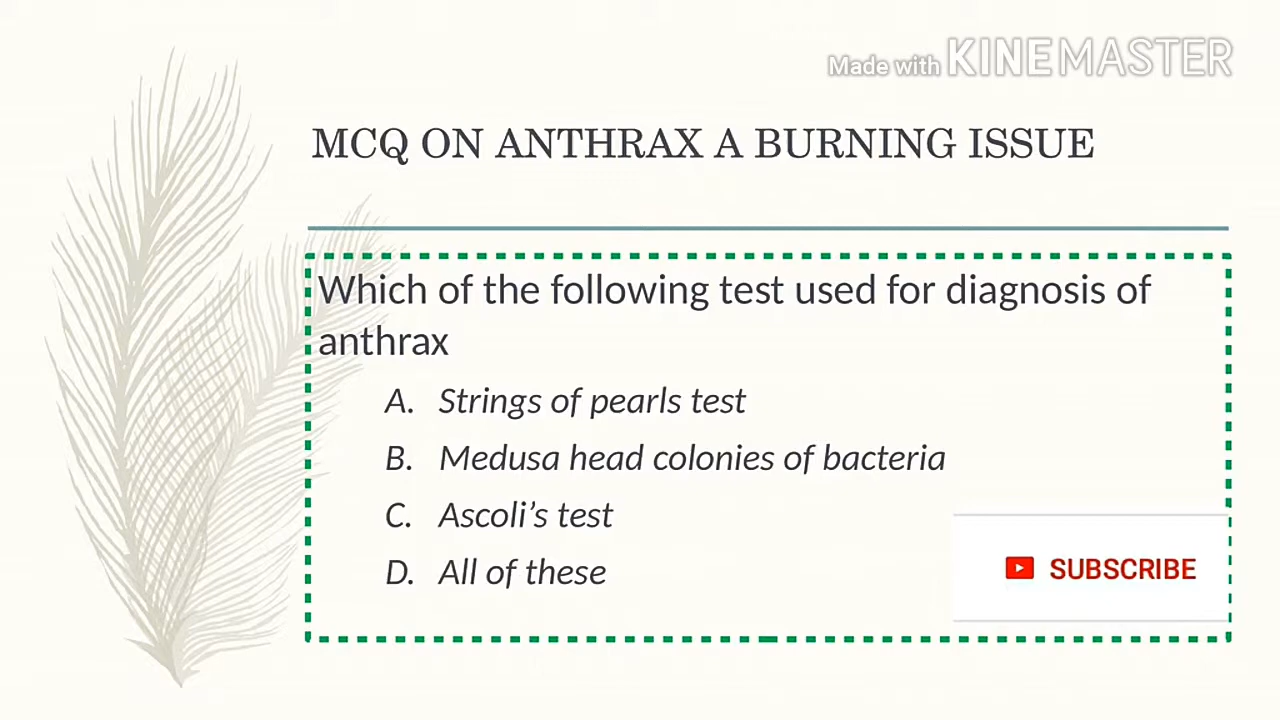 Made with KINEMASTER
MCQ ON ANTHRAX A BURNING ISSUE
Which of the following test used for diagnosis of
anthrax
A. Strings of pearls test
B. Medusa head colonies of bacteria
C. Ascoli’s test
D. All of these
SUBSCRIBE